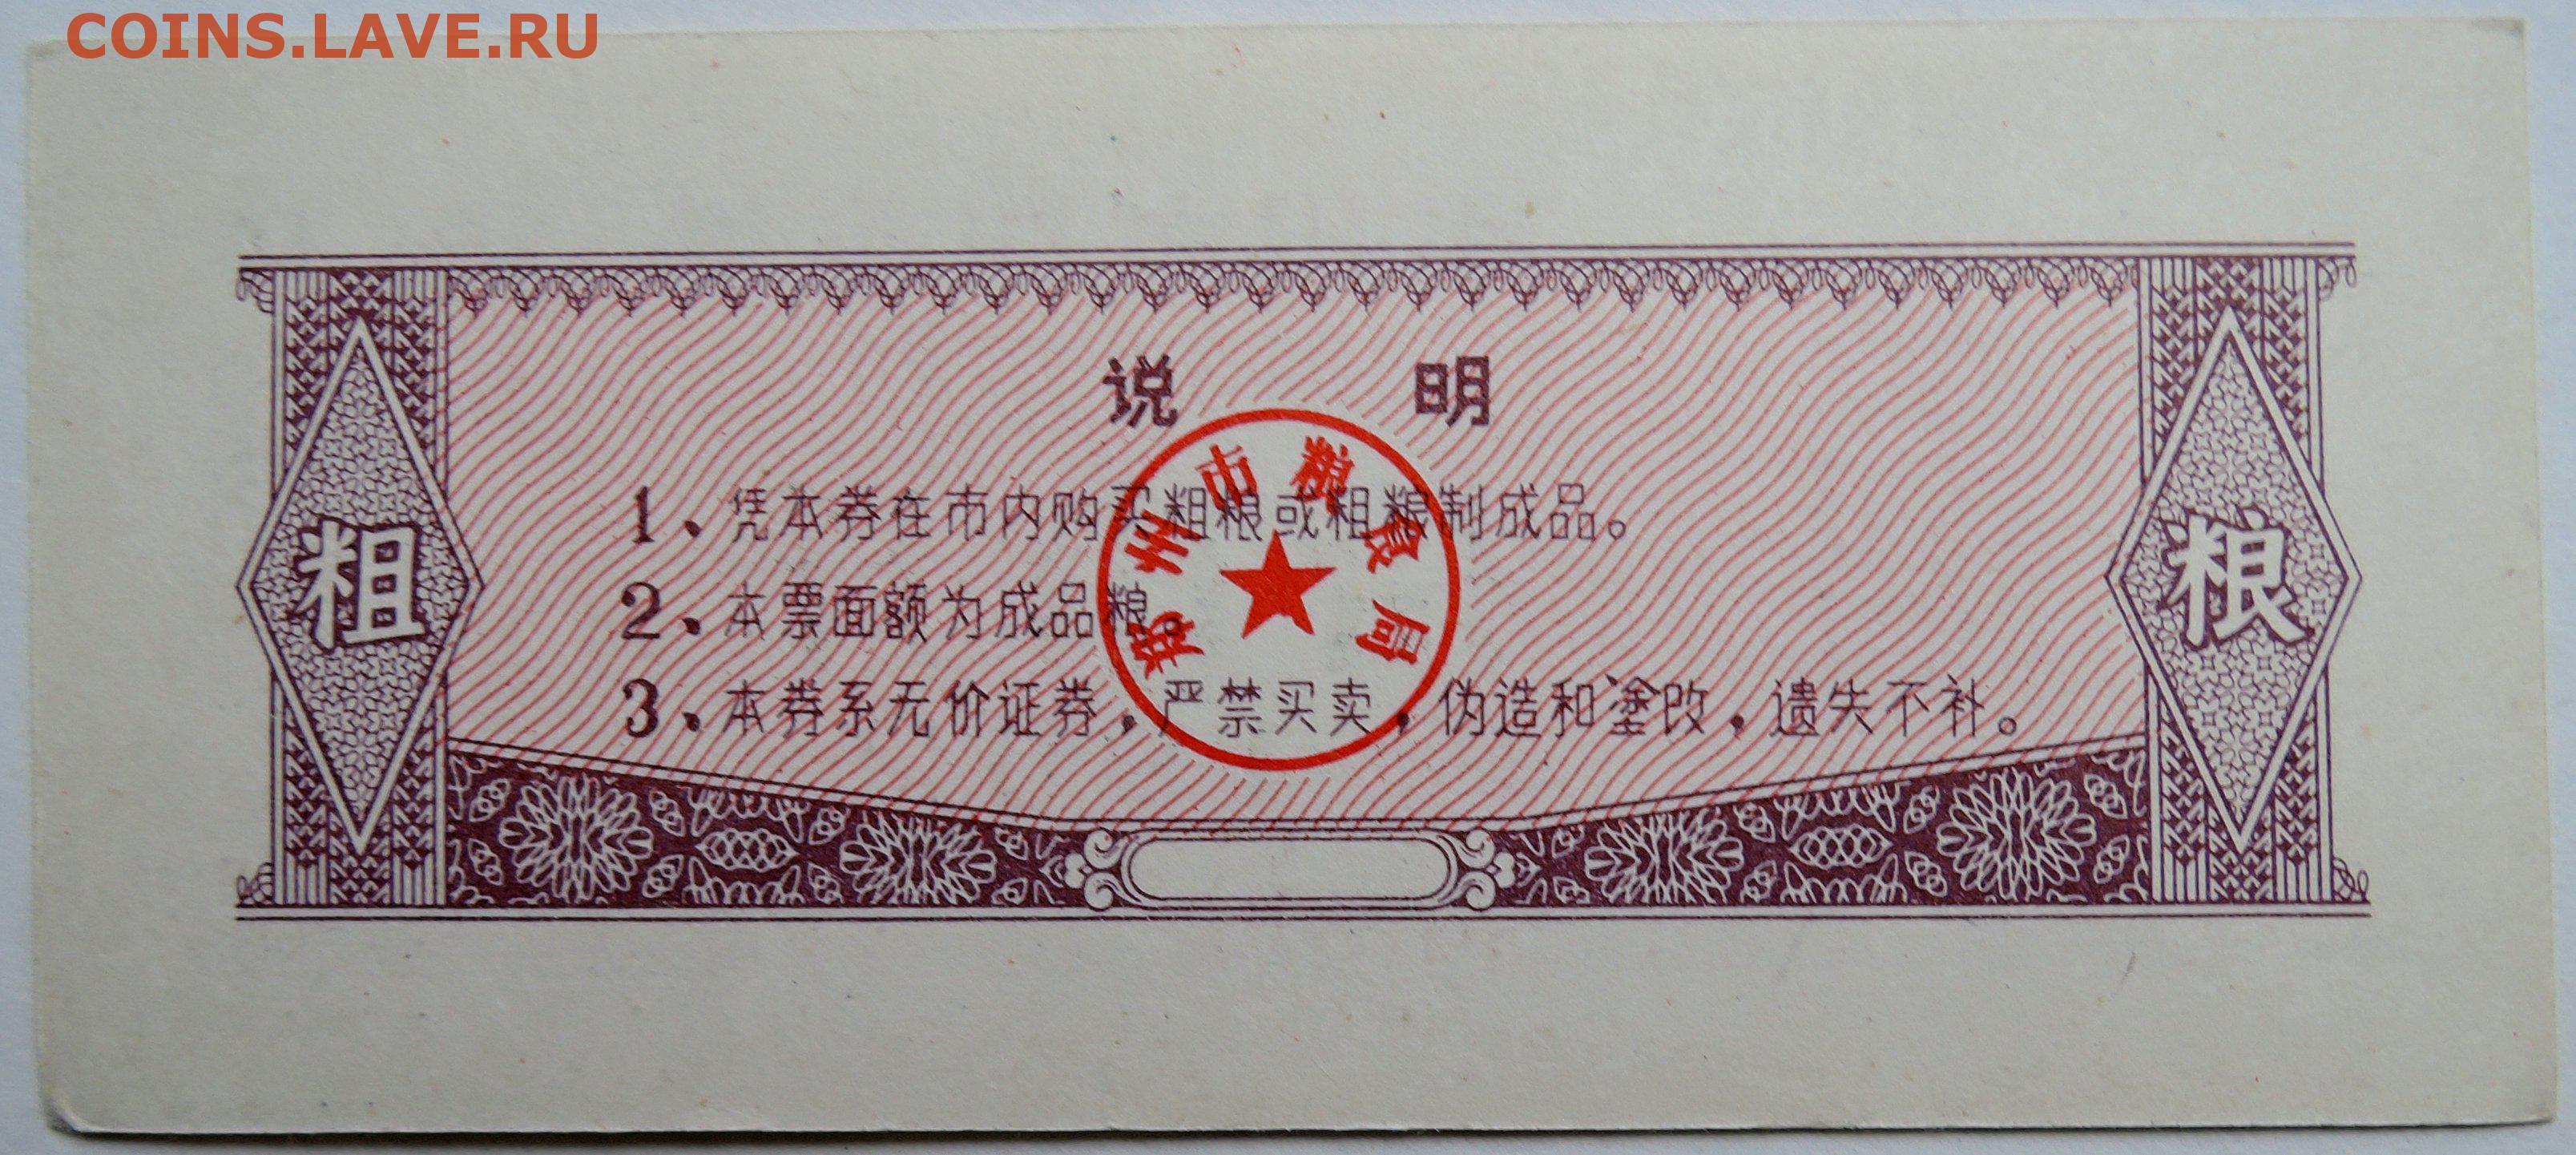 COINS.LAVE.RU
说 明
州市粮食局
1、凭本券在市内购买粗粮或粗粮制成品。
2、本票面额为成品粮。
3、本券系无价证券，严禁买卖，伪造和塗改，遗失不补。
粗
粮